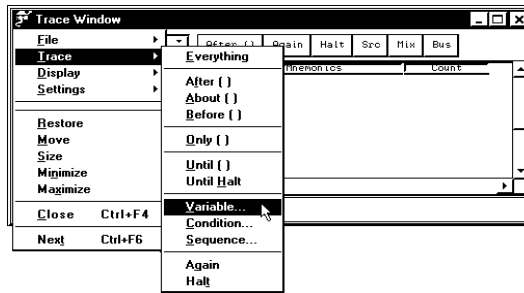 Trace Window
File
Trace
Display
Settings
Restore
Move
Size
Minimize
Maximize
Close Ctrl+F4
Next Ctrl+F6
After () Again Halt Src Mix Bus
Mnemonics Count
Everything
After ( )
About ( )
Before ( )
Only ( )
Until ( )
Until Halt
Variable...
Condition...
Sequence...
Again
Halt